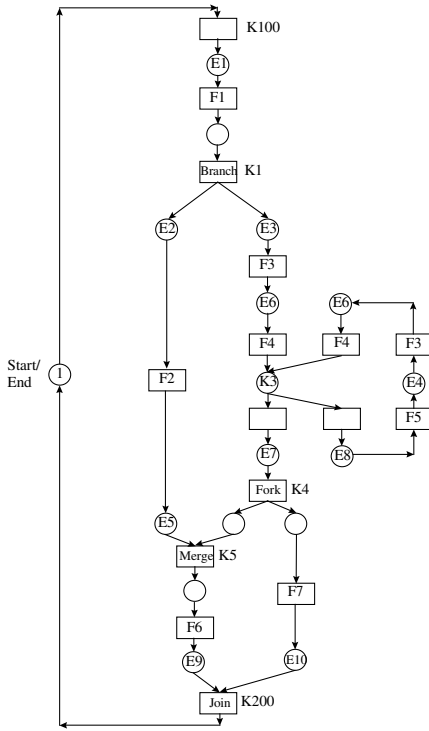 K100
E1
F1
Branch K1
E2
E3
F3
E6
E6
F4
F4
F3
Start/
End
1
F2
K3
E4
F5
E7
E8
Fork K4
E5
Merge K5
F7
F6
E9
E10
Join K200